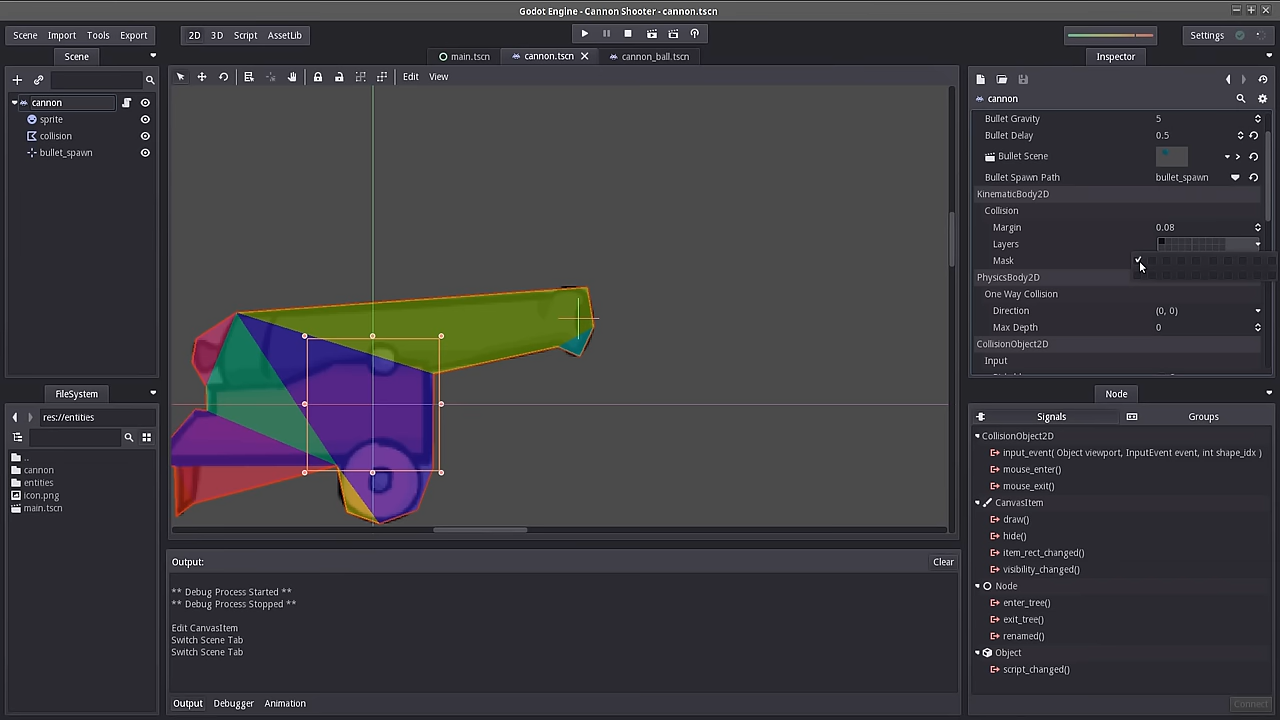 Godot Engine - Cannon Shooter - cannon.tscn
Scene Import Tools Export
2D 3D Script AssetLib
Settings
Scene
main.tscn
cannon.tscn
cannon_ball.tscn
Inspector
Edit View
cannon
sprite
collision
bullet_spawn
cannon
Bullet Gravity 5
Bullet Delay 0.5
Bullet Scene
Bullet Spawn Path bullet_spawn
KinematicBody2D
Collision
Margin 0.08
Layers
Mask
PhysicsBody2D
One Way Collision
Direction (0, 0)
Max Depth 0
CollisionObject2D
Input
FileSystem
res://entities
..
cannon
entities
icon.png
main.tscn
Node
Signals Groups
CollisionObject2D
input_event( Object viewport, InputEvent event, int shape_idx )
mouse_enter()
mouse_exit()
CanvasItem
draw()
hide()
item_rect_changed()
visibility_changed()
Node
enter_tree()
exit_tree()
renamed()
Object
script_changed()
Connect
Output:
Clear
** Debug Process Started **
** Debug Process Stopped **
Edit CanvasItem
Switch Scene Tab
Switch Scene Tab
Output Debugger Animation